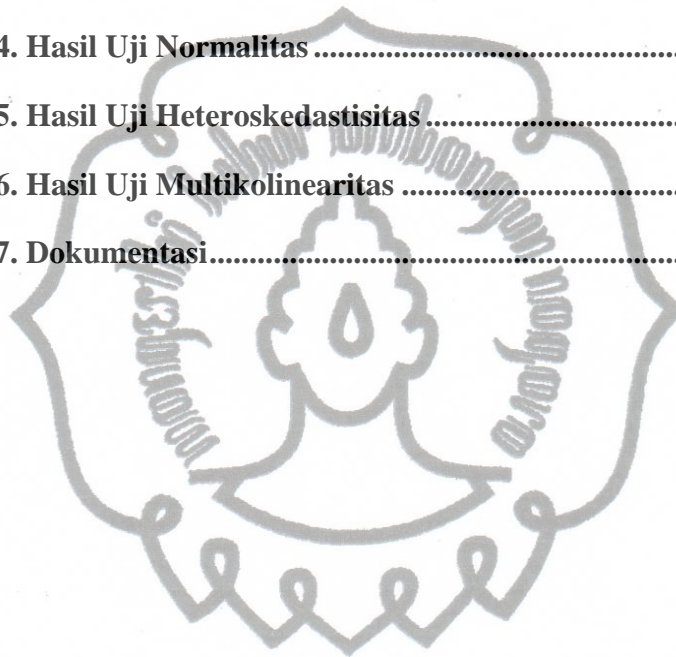 4. Hasil Uji Normalitas ........................................................
5. Hasil Uji Heteroskedastisitas ......................................
6. Hasil Uji Multikolinearitas ..........................................
7. Dokumentasi.........................................................................